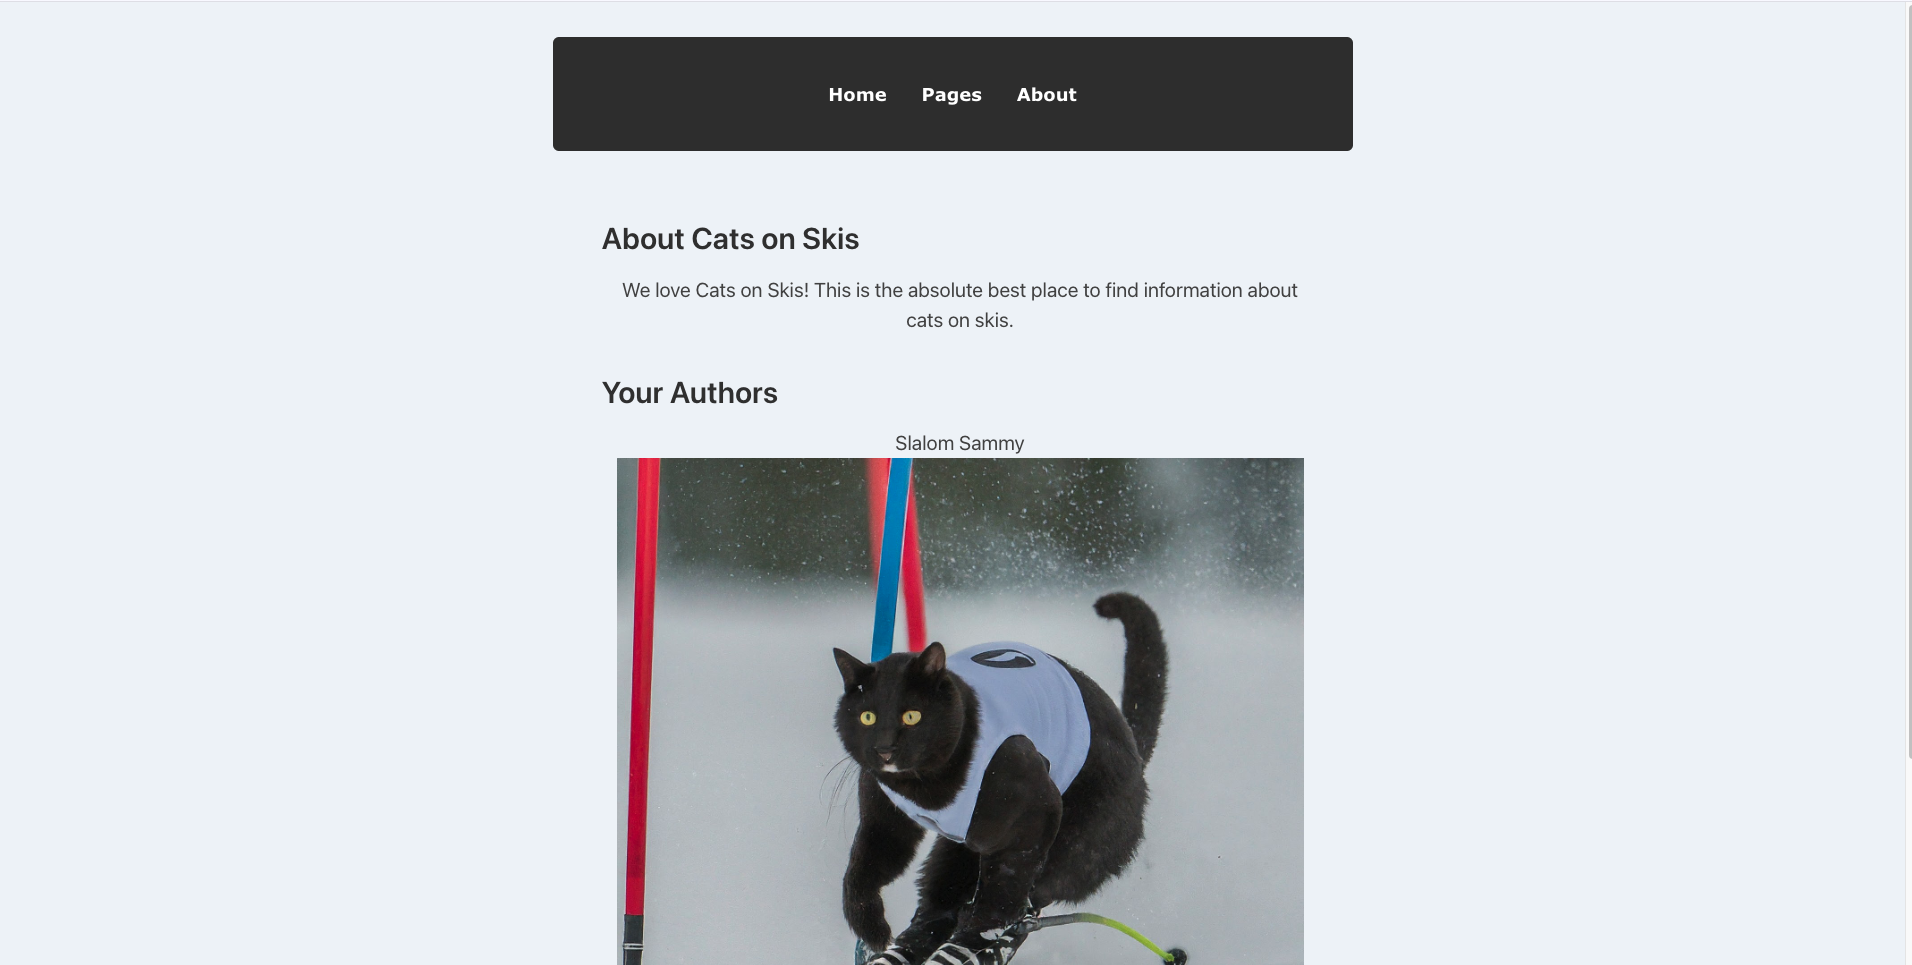 Home Pages About
About Cats on Skis
We love Cats on Skis! This is the absolute best place to find information about
cats on skis.
Your Authors
Slalom Sammy